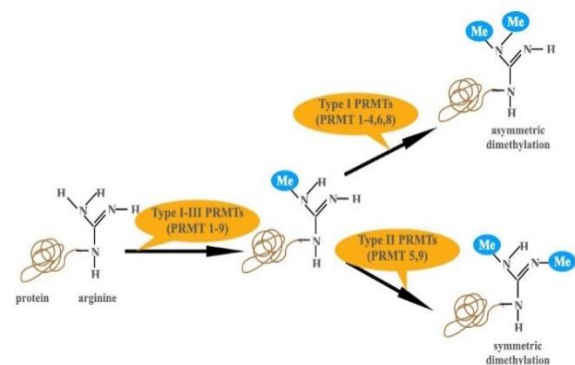 Me
Me
N
N-H
N
H
Type I PRMTs
(PRMT 1-4,6,8)
asymmetric
dimethylation
H
H
N
N
H
N
H
Type I-III PRMTs
(PRMT 1-9)
protein
arginine
Me
H
N
N-H
N
H
Type II PRMTs
(PRMT 5,9)
Me
H
N
N
Me
N
H
symmetric
dimethylation